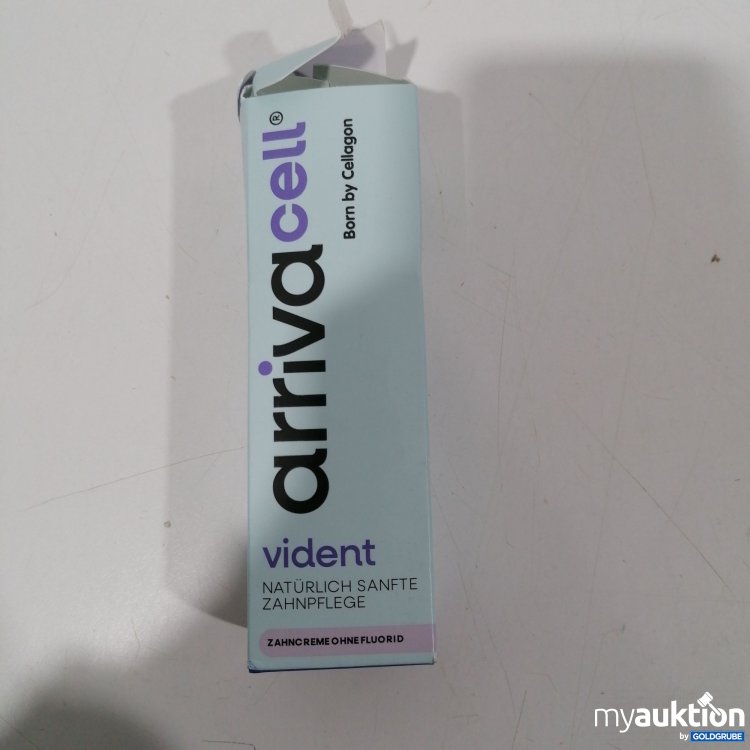 arrivacell®
Born by Cellagon
vident
NATÜRLICH SANFTE
ZAHNPFLEGE
ZAHNCREME OHNE FLUORID
myauktion
by GOLDGRUBE